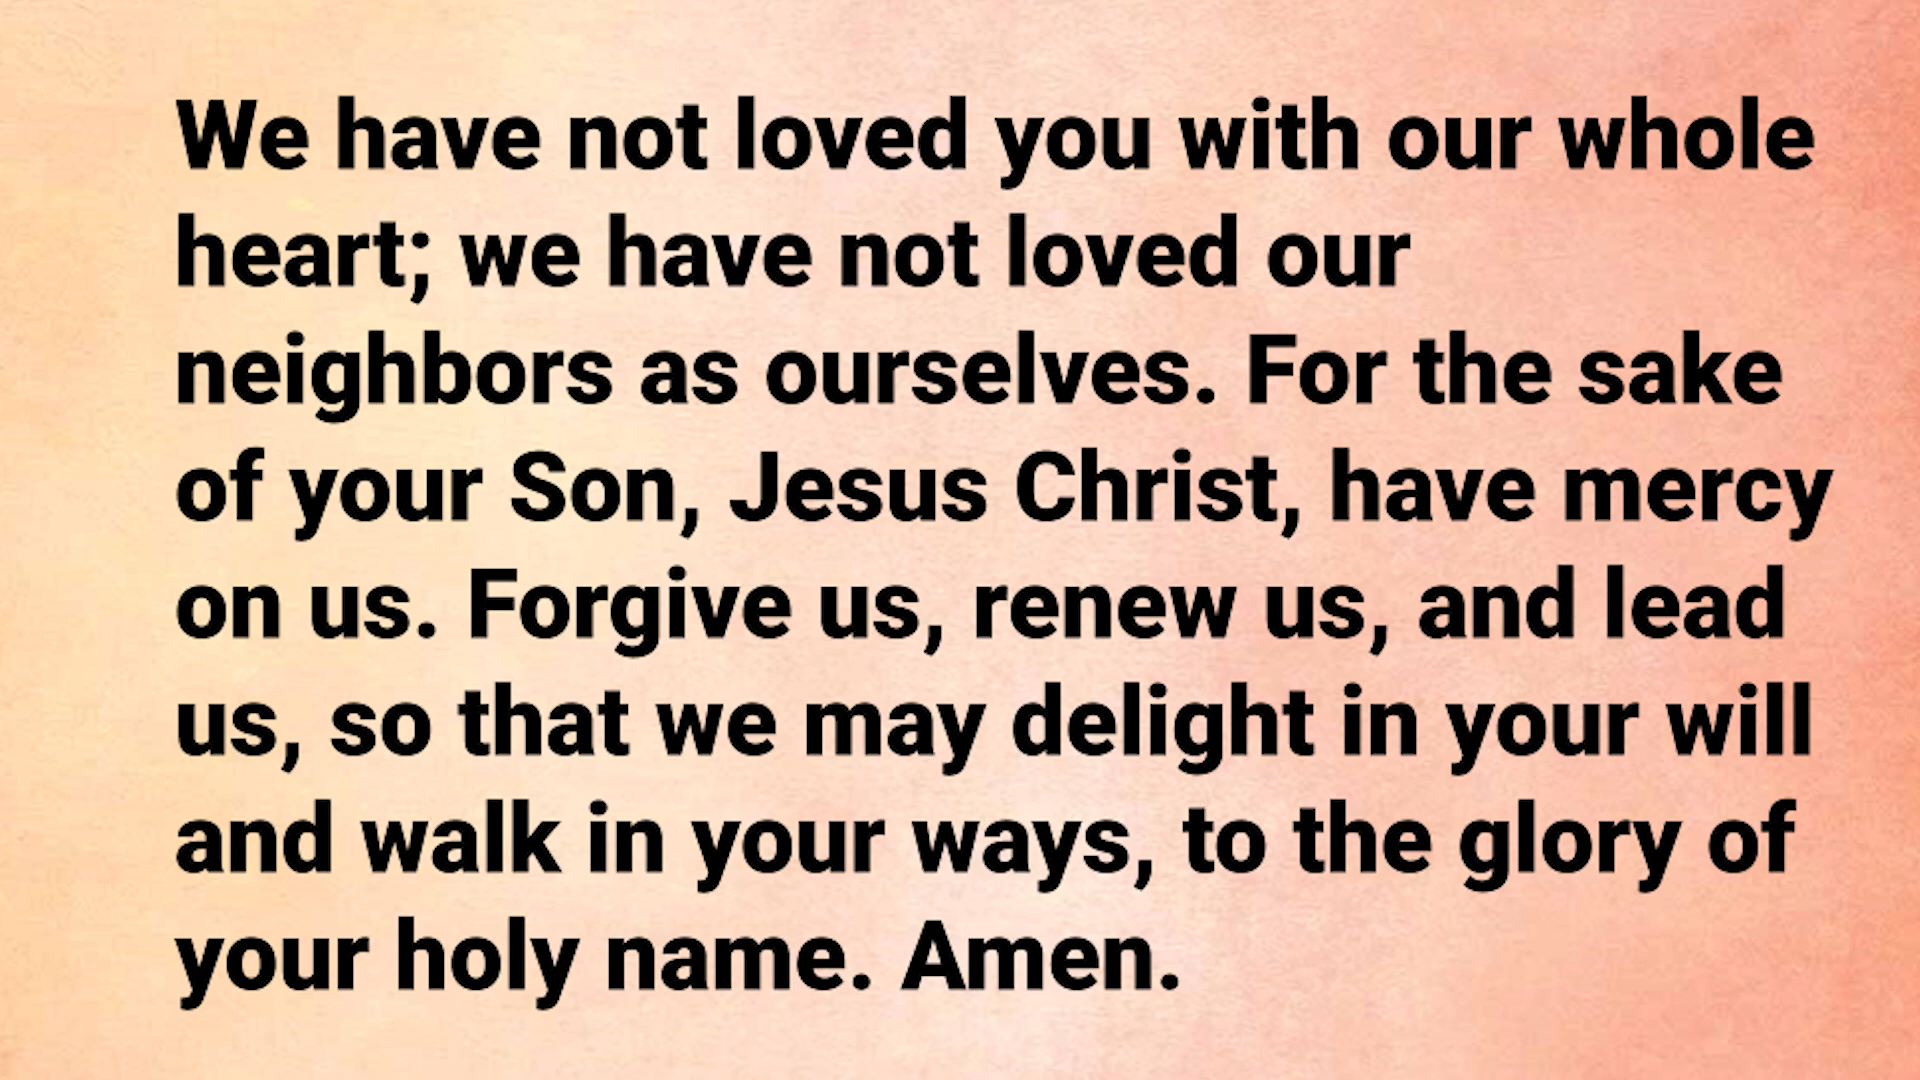 We have not loved you with our whole
heart; we have not loved our
neighbors as ourselves. For the sake
of your Son, Jesus Christ, have mercy
on us. Forgive us, renew us, and lead
us, so that we may delight in your will
and walk in your ways, to the glory of
your holy name. Amen.